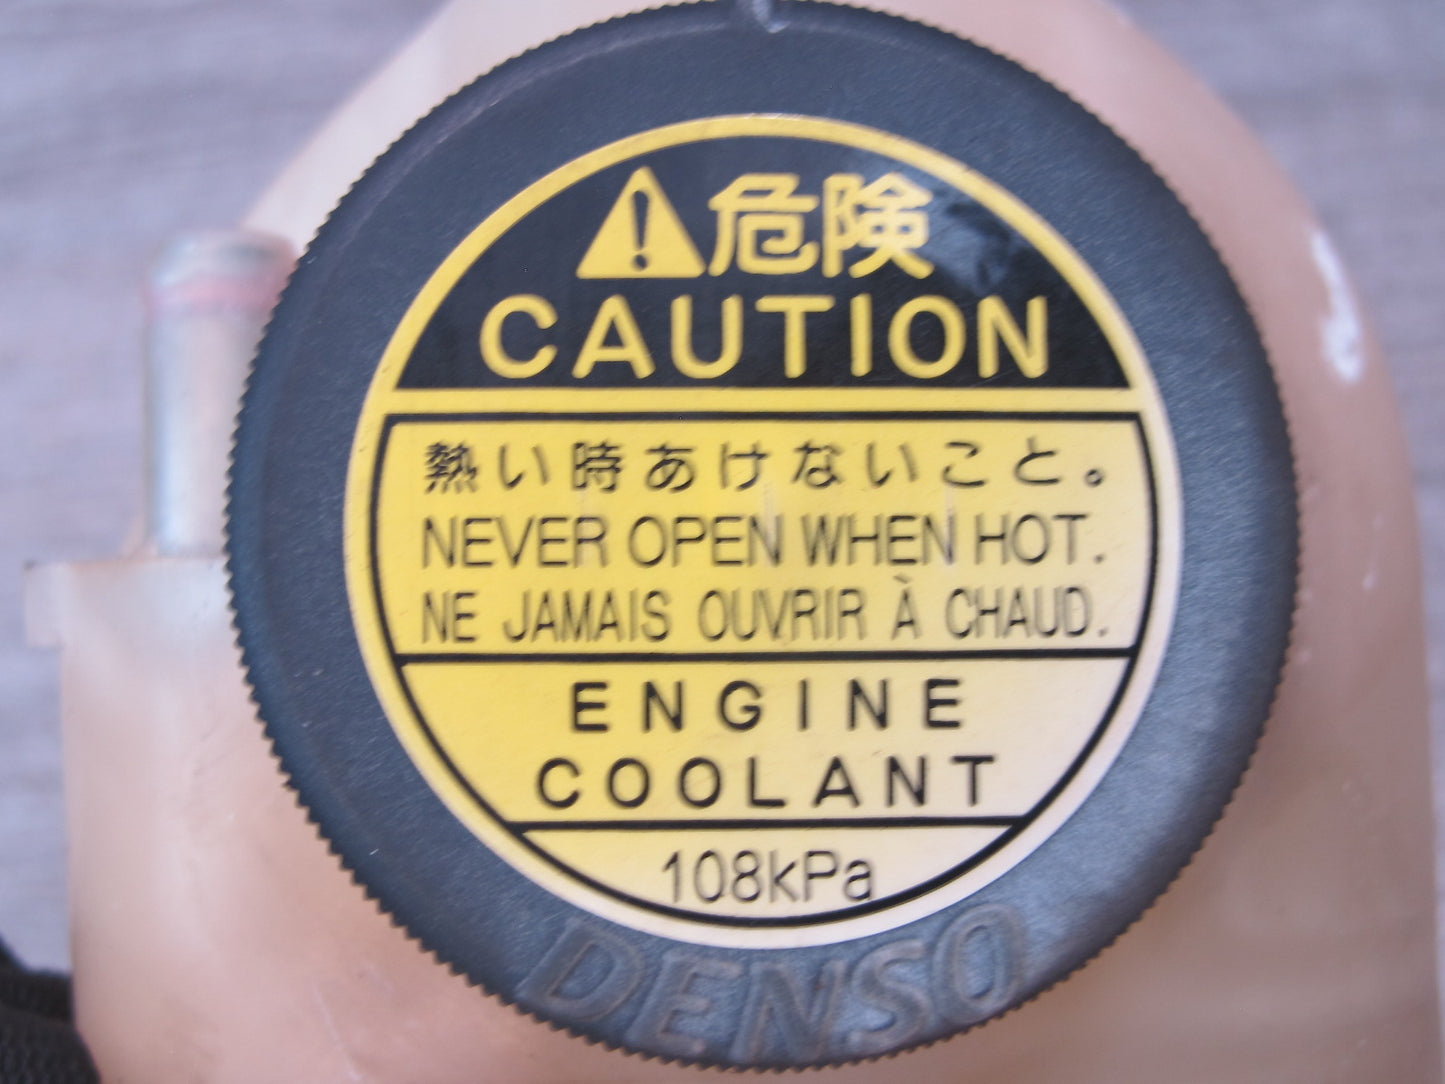 危険
CAUTION
熱い時あけないこと。
NEVER OPEN WHEN HOT.
NE JAMAIS OUVRIR À CHAUD.
ENGINE
COOLANT
108kPa
DENSO